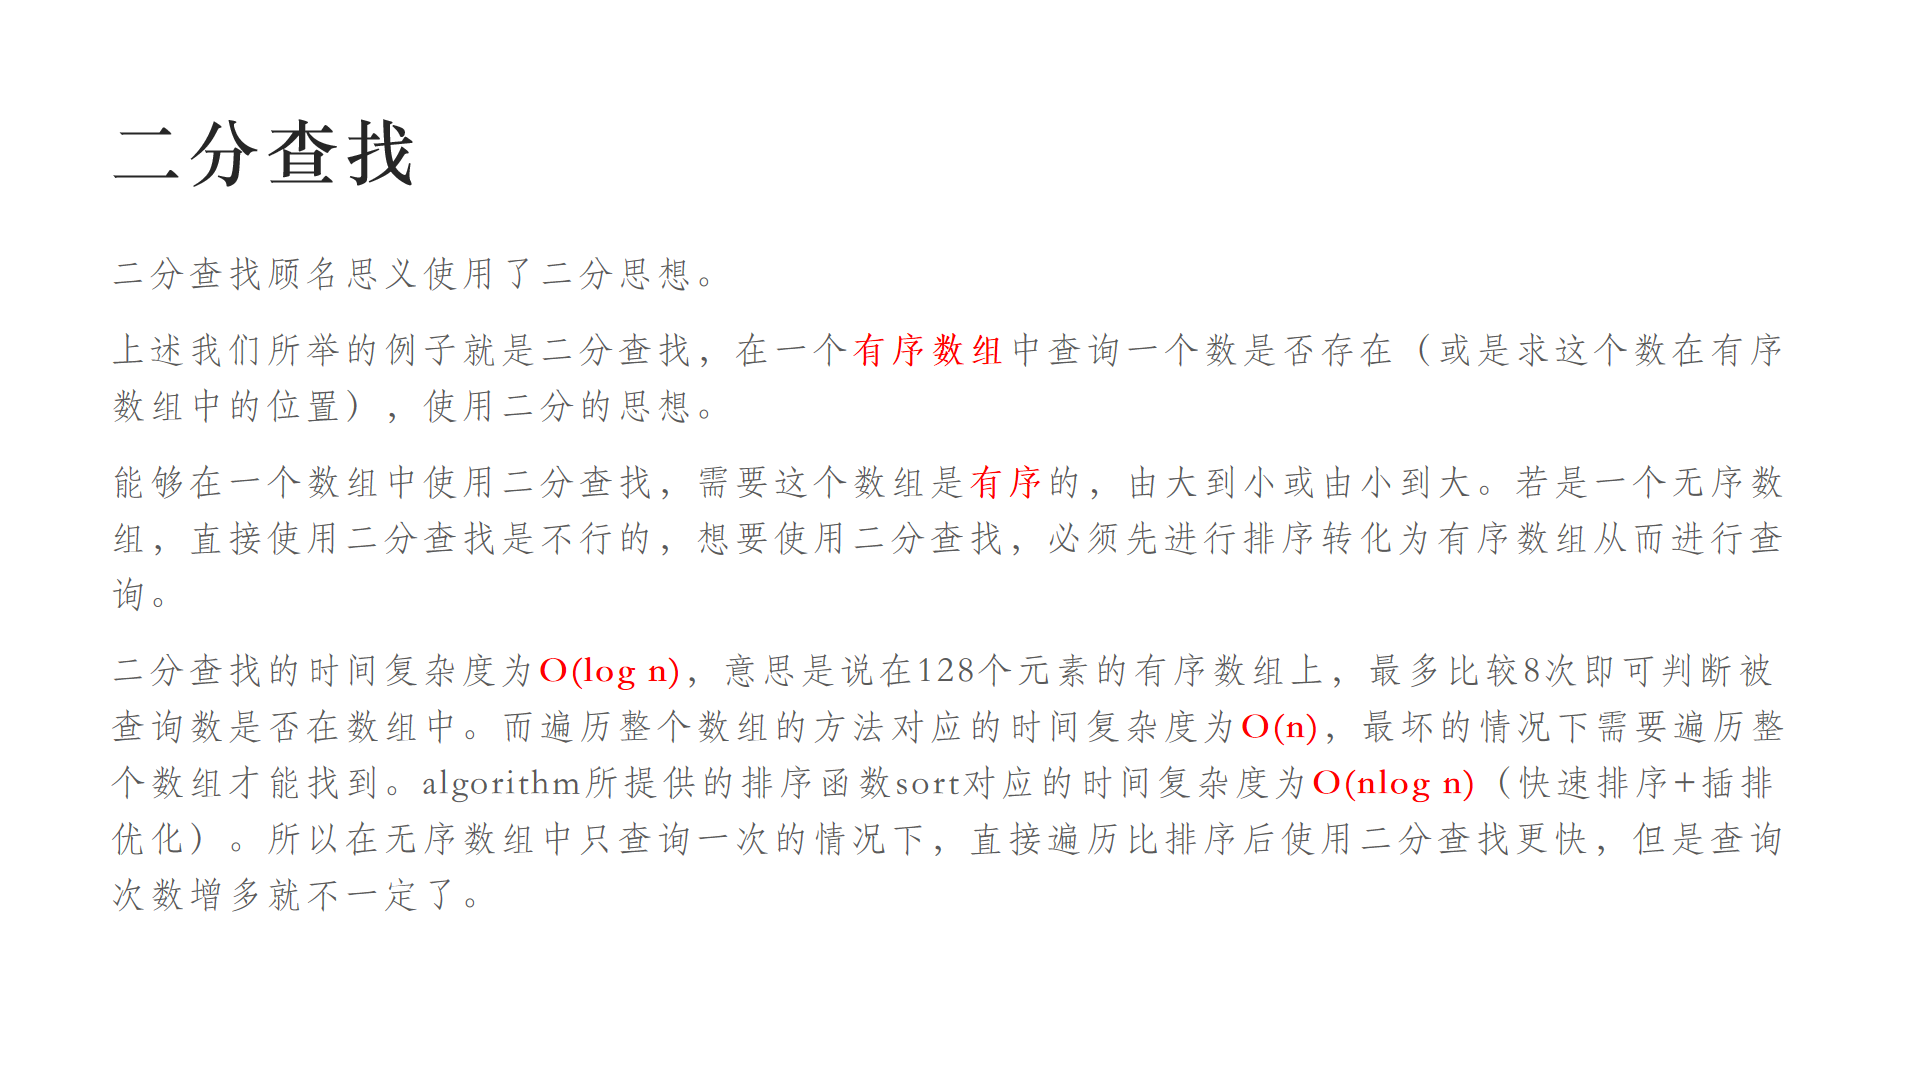 二分查找
二分查找顾名思义使用了二分思想。
上述我们所举的例子就是二分查找，在一个有序数组中查询一个数是否存在（或是求这个数在有序
数组中的位置），使用二分的思想。
能够在一个数组中使用二分查找，需要这个数组是有序的，由大到小或由小到大。若是一个无序数
组，直接使用二分查找是不行的，想要使用二分查找，必须先进行排序转化为有序数组从而进行查
询。
二分查找的时间复杂度为O(log n)，意思是说在128个元素的有序数组上，最多比较8次即可判断被
查询数是否在数组中。而遍历整个数组的方法对应的时间复杂度为O(n)，最坏的情况下需要遍历整
个数组才能找到。algorithm所提供的排序函数sort对应的时间复杂度为O(nlog n)（快速排序+插排
优化）。所以在无序数组中只查询一次的情况下，直接遍历比排序后使用二分查找更快，但是查询
次数增多就不一定了。